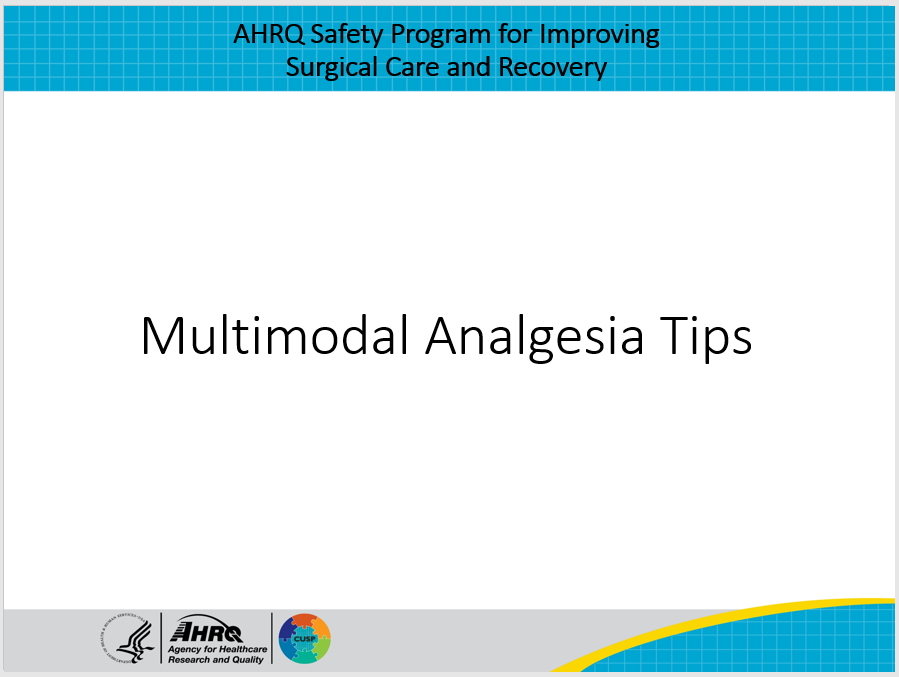 AHRQ Safety Program for Improving
Surgical Care and Recovery
Multimodal Analgesia Tips
AHRQ
Agency for Healthcare
Research and Quality
CUSP